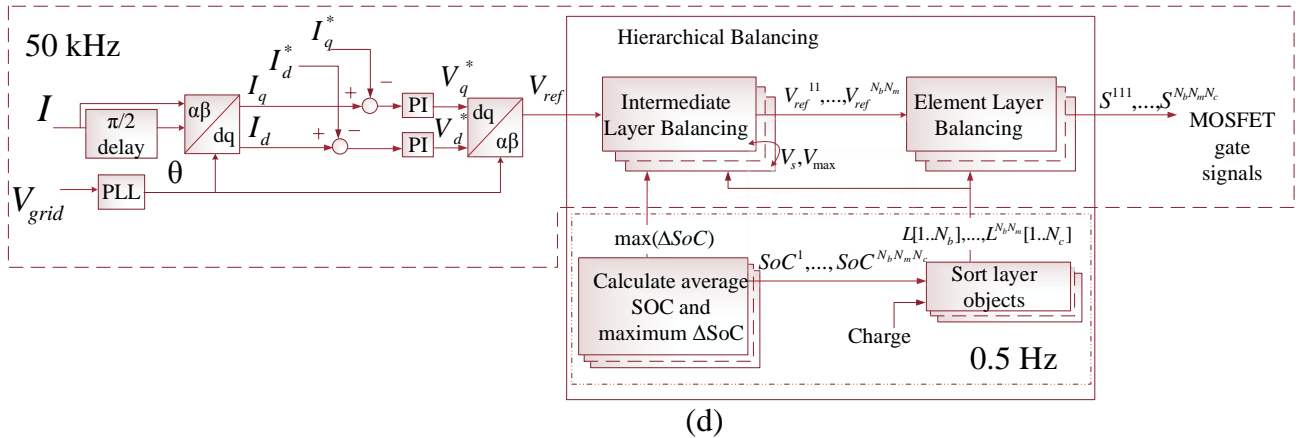 50 kHz
I
π/2
delay
αβ
dq
I_q
I_d
I_q^*
I_d^*
+
−
+
−
PI
PI
V_q^*
V_d^*
dq
αβ
V_ref
θ
V_grid
PLL
Hierarchical Balancing
Intermediate
Layer Balancing
V_ref^{11},...,V_ref^{N_bN_m}
V_s,V_max
Element Layer
Balancing
S^{111},...,S^{N_bN_mN_c}
MOSFET
gate
signals
max(ΔSoC)
Calculate average
SOC and
maximum ΔSoC
SoC^1,...,SoC^{N_bN_mN_c}
L[1..N_b],...,L^{N_bN_m}[1..N_c]
Sort layer
objects
Charge
0.5 Hz
(d)